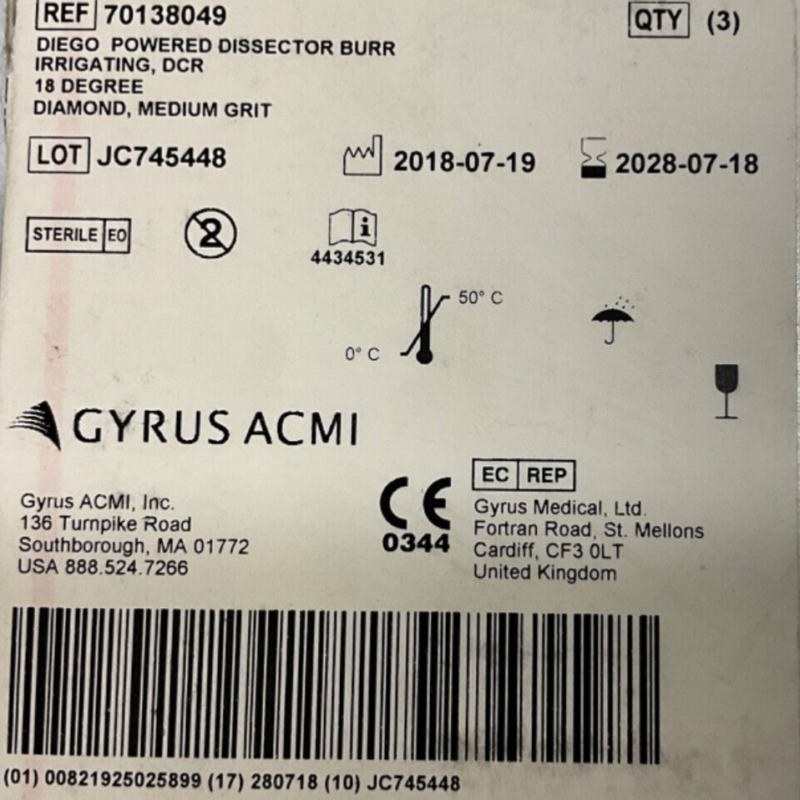 REF 70138049 QTY (3)
DIEGO POWERED DISSECTOR BURR
IRRIGATING, DCR
18 DEGREE
DIAMOND, MEDIUM GRIT
LOT JC745448 2018-07-19 2028-07-18
STERILE EO 2 i
4434531
50° C
0° C
GYRUS ACMI
Gyrus ACMI, Inc.
136 Turnpike Road
Southborough, MA 01772
USA 888.524.7266
CE
0344
EC REP
Gyrus Medical, Ltd.
Fortran Road, St. Mellons
Cardiff, CF3 0LT
United Kingdom
(01) 00821925025899 (17) 280718 (10) JC745448